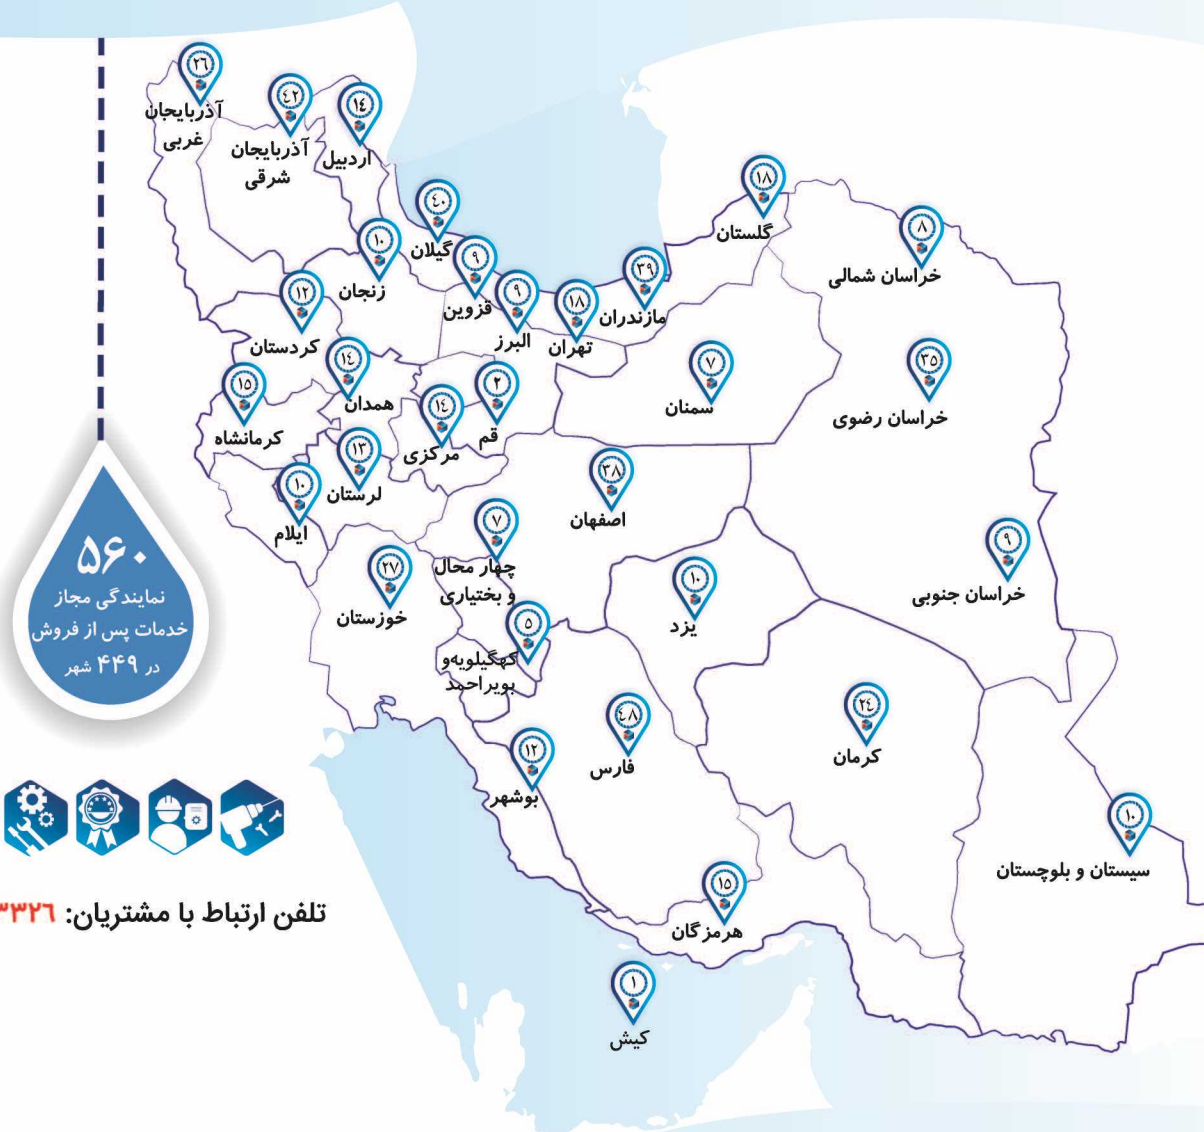 ۲۶
آذربایجان
غربی
۴۲
آذربایجان
شرقی
۱۴
اردبیل
۴۰
گیلان
۱۰
زنجان
۹
قزوین
۹
البرز
۱۸
تهران
۳۹
مازندران
۱۸
گلستان
۸
خراسان شمالی
۱۲
کردستان
۱۴
همدان
۱۵
کرمانشاه
۱۴
مرکزی
۲
قم
۷
سمنان
۳۵
خراسان رضوی
۱۳
لرستان
۱۰
ایلام
۳۸
اصفهان
۷
چهار محال
و بختیاری
۲۷
خوزستان
۱۰
یزد
۹
خراسان جنوبی
۵
کهگیلویه‌و
بویراحمد
۴۸
فارس
۱۲
بوشهر
۲۴
کرمان
۱۰
سیستان و بلوچستان
۱۵
هرمزگان
۱
کیش
۵۶۰
نمایندگی مجاز
خدمات پس از فروش
در ۴۴۹ شهر
تلفن ارتباط با مشتریان: